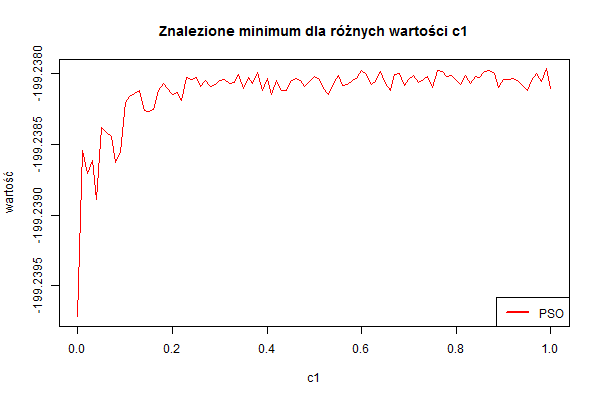 Znalezione minimum dla różnych wartości c1
wartość
-199.2380
-199.2385
-199.2390
-199.2395
0.0 0.2 0.4 0.6 0.8 1.0
c1
PSO